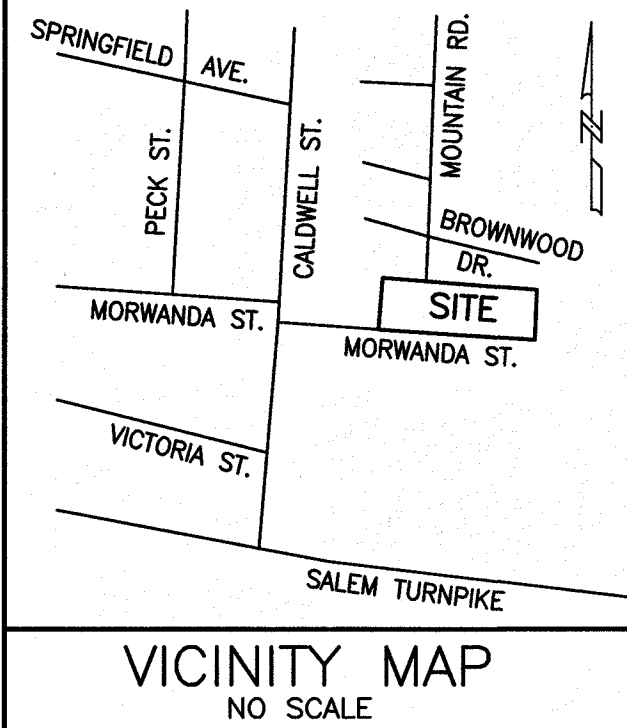 SPRINGFIELD AVE.
MOUNTAIN RD.
PECK ST.
CALDWELL ST.
N
BROWNWOOD
DR.
SITE
MORWANDA ST.
MORWANDA ST.
VICTORIA ST.
SALEM TURNPIKE
VICINITY MAP
NO SCALE